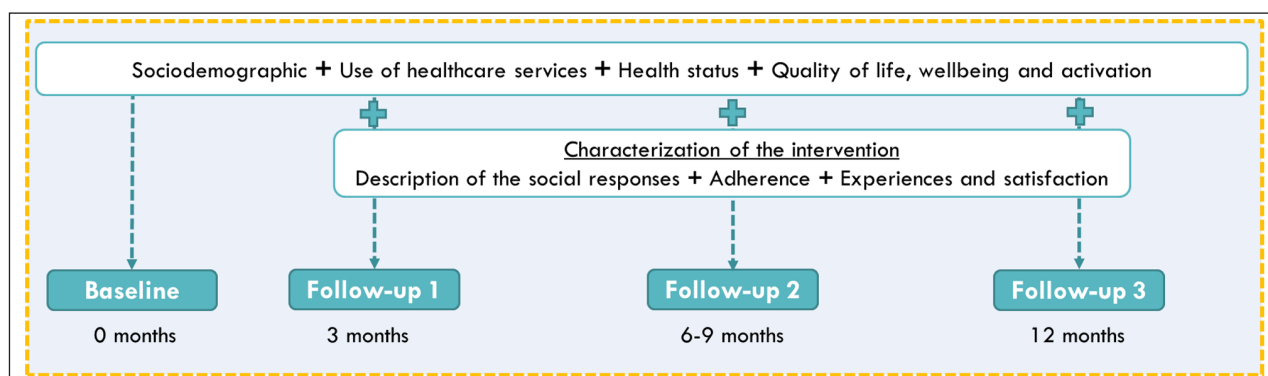 Sociodemographic + Use of healthcare services + Health status + Quality of life, wellbeing and activation
Characterization of the intervention
Description of the social responses + Adherence + Experiences and satisfaction
Baseline
Follow-up 1
Follow-up 2
Follow-up 3
0 months
3 months
6-9 months
12 months